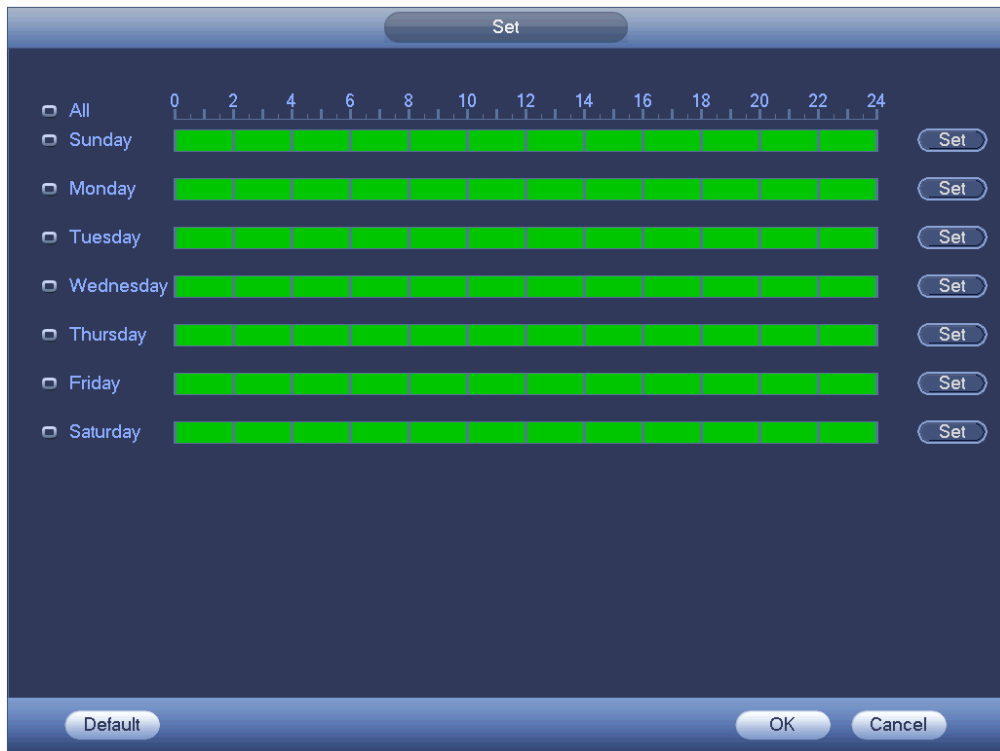 Set
All 0 2 4 6 8 10 12 14 16 18 20 22 24
Sunday Set
Monday Set
Tuesday Set
Wednesday Set
Thursday Set
Friday Set
Saturday Set
Default OK Cancel